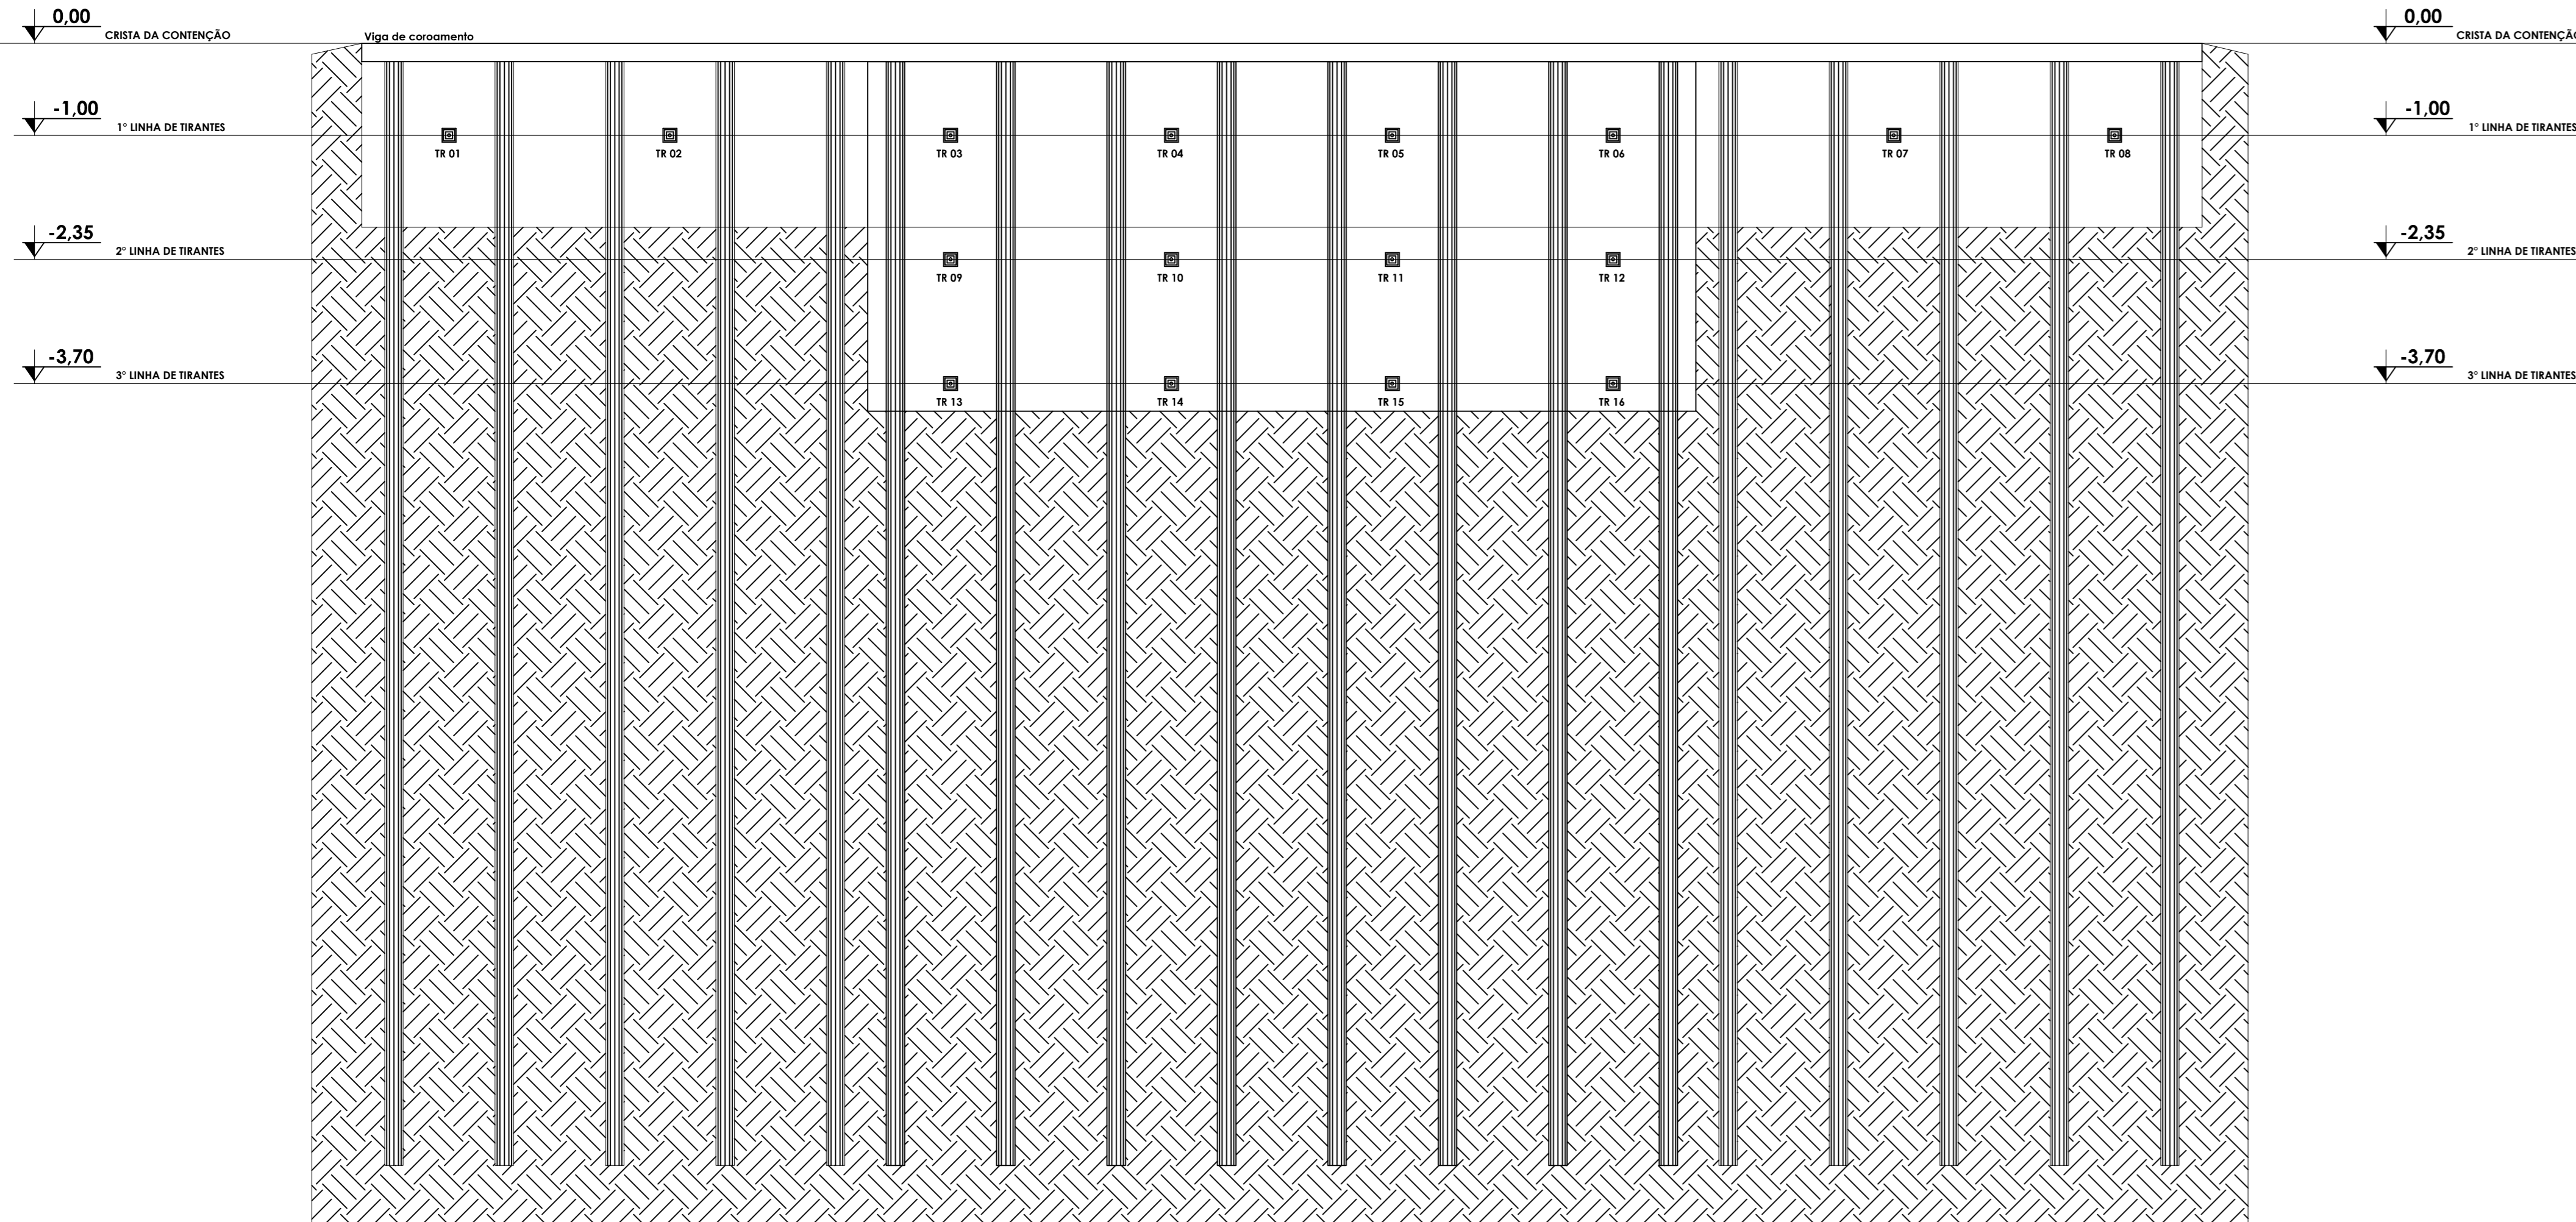 0,00
CRISTA DA CONTENÇÃO
Viga de coroamento
0,00
CRISTA DA CONTENÇÃO
-1,00
1° LINHA DE TIRANTES
-1,00
1° LINHA DE TIRANTES
TR 01
TR 02
TR 03
TR 04
TR 05
TR 06
TR 07
TR 08
-2,35
2° LINHA DE TIRANTES
-2,35
2° LINHA DE TIRANTES
TR 09
TR 10
TR 11
TR 12
-3,70
3° LINHA DE TIRANTES
-3,70
3° LINHA DE TIRANTES
TR 13
TR 14
TR 15
TR 16